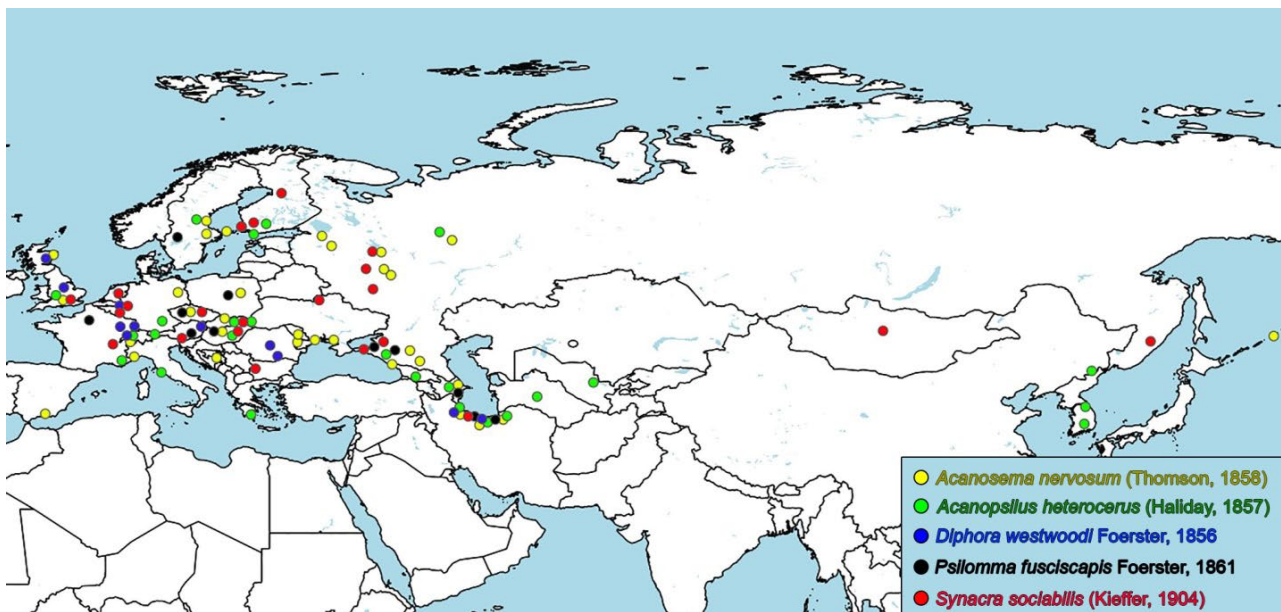 Acanosema nervosum (Thomson, 1858)
Acanopsilus heterocerus (Haliday, 1857)
Diphora westwoodi Foerster, 1856
Psilomma fusciscapis Foerster, 1861
Synacra sociabilis (Kieffer, 1904)